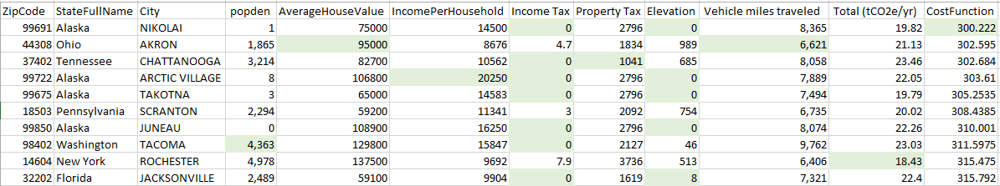 ZipCode StateFullName City popden AverageHouseValue IncomePerHousehold Income Tax Property Tax Elevation Vehicle miles traveled Total (tCO2e/yr) CostFunction
99691 Alaska NIKOLAI 1 75000 14500 0 2796 0 8,365 19.82 300.222
44308 Ohio AKRON 1,865 95000 8676 4.7 1834 989 6,621 21.13 302.595
37402 Tennessee CHATTANOOGA 3,214 82700 10562 0 1041 685 8,058 23.46 302.684
99722 Alaska ARCTIC VILLAGE 8 106800 20250 0 2796 0 7,889 22.05 303.61
99675 Alaska TAKOTNA 3 65000 14583 0 2796 0 7,494 19.79 305.2535
18503 Pennsylvania SCRANTON 2,294 59200 11341 3 2092 754 6,735 20.02 308.4385
99850 Alaska JUNEAU 0 108900 16250 0 2796 0 8,074 22.26 310.001
98402 Washington TACOMA 4,363 129800 15847 0 2127 46 9,762 23.03 311.5975
14604 New York ROCHESTER 4,978 137500 9692 7.9 3736 513 6,406 18.43 315.475
32202 Florida JACKSONVILLE 2,489 59100 9904 0 1619 8 7,321 22.4 315.792